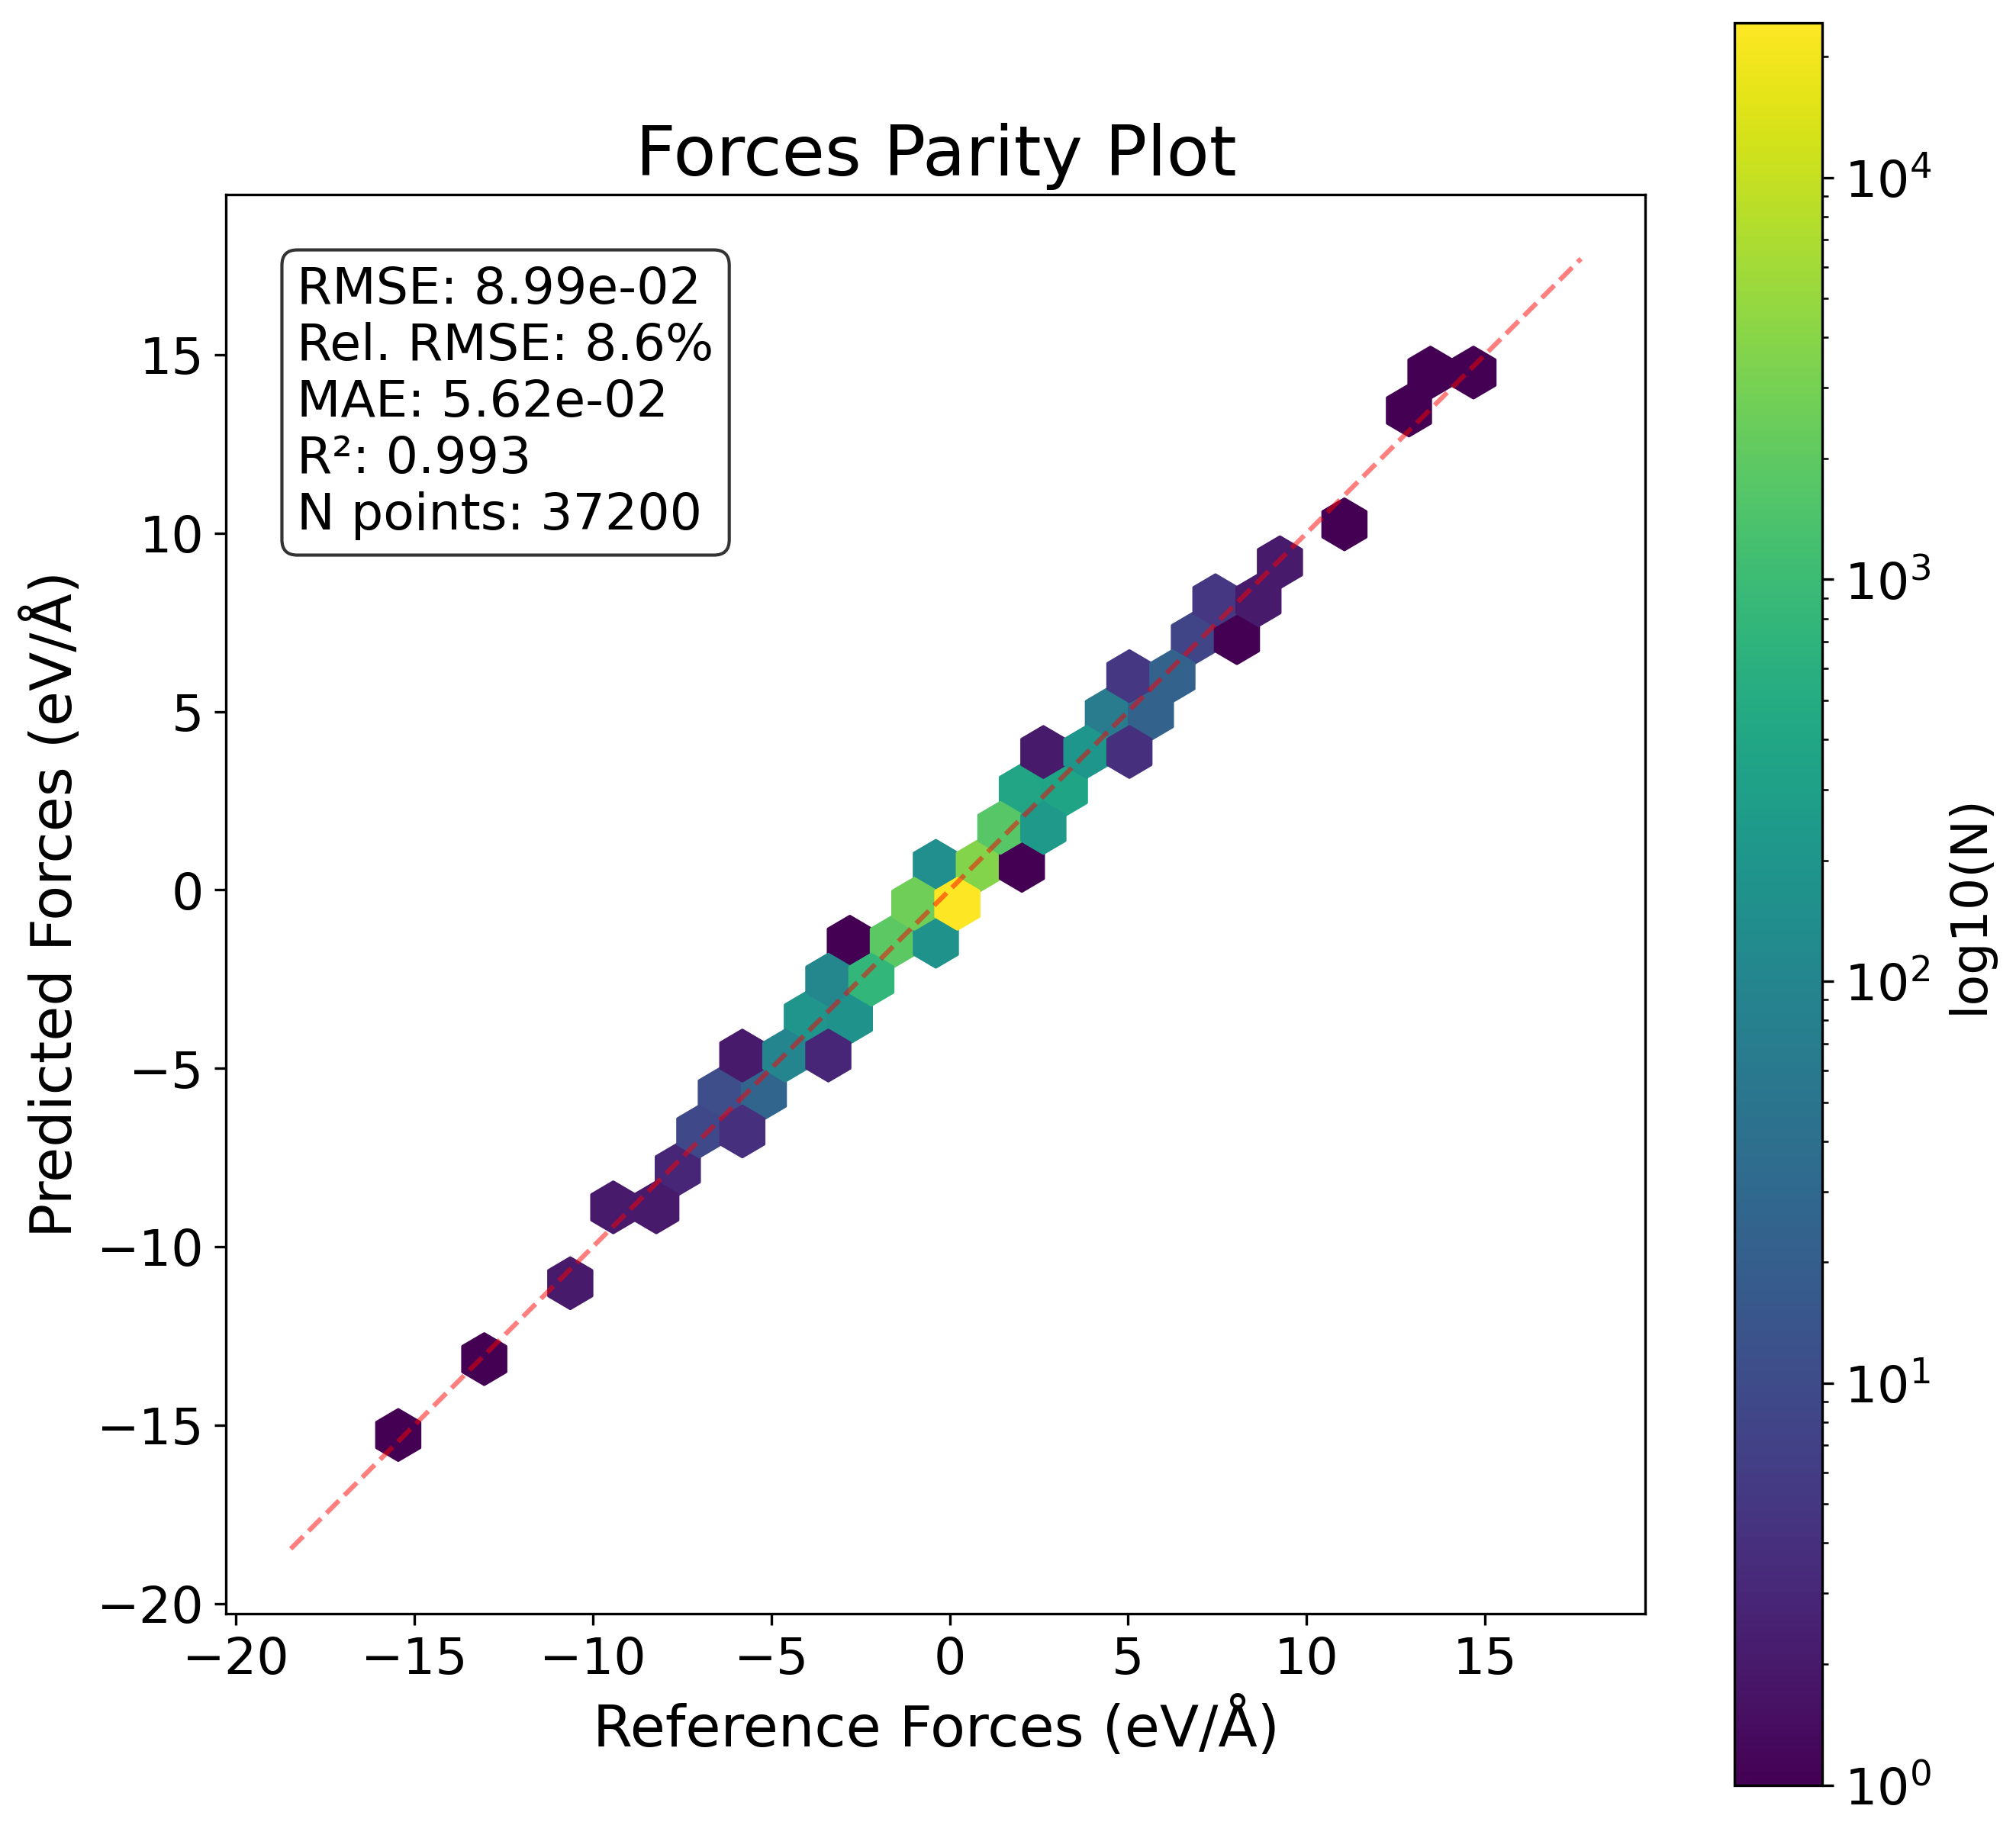 Forces Parity Plot
RMSE: 8.99e-02
Rel. RMSE: 8.6%
MAE: 5.62e-02
R²: 0.993
N points: 37200
Predicted Forces (eV/Å)
15
10
5
0
−5
−10
−15
−20
−20 −15 −10 −5 0 5 10 15
Reference Forces (eV/Å)
10⁴
10³
10²
10¹
10⁰
log10(N)